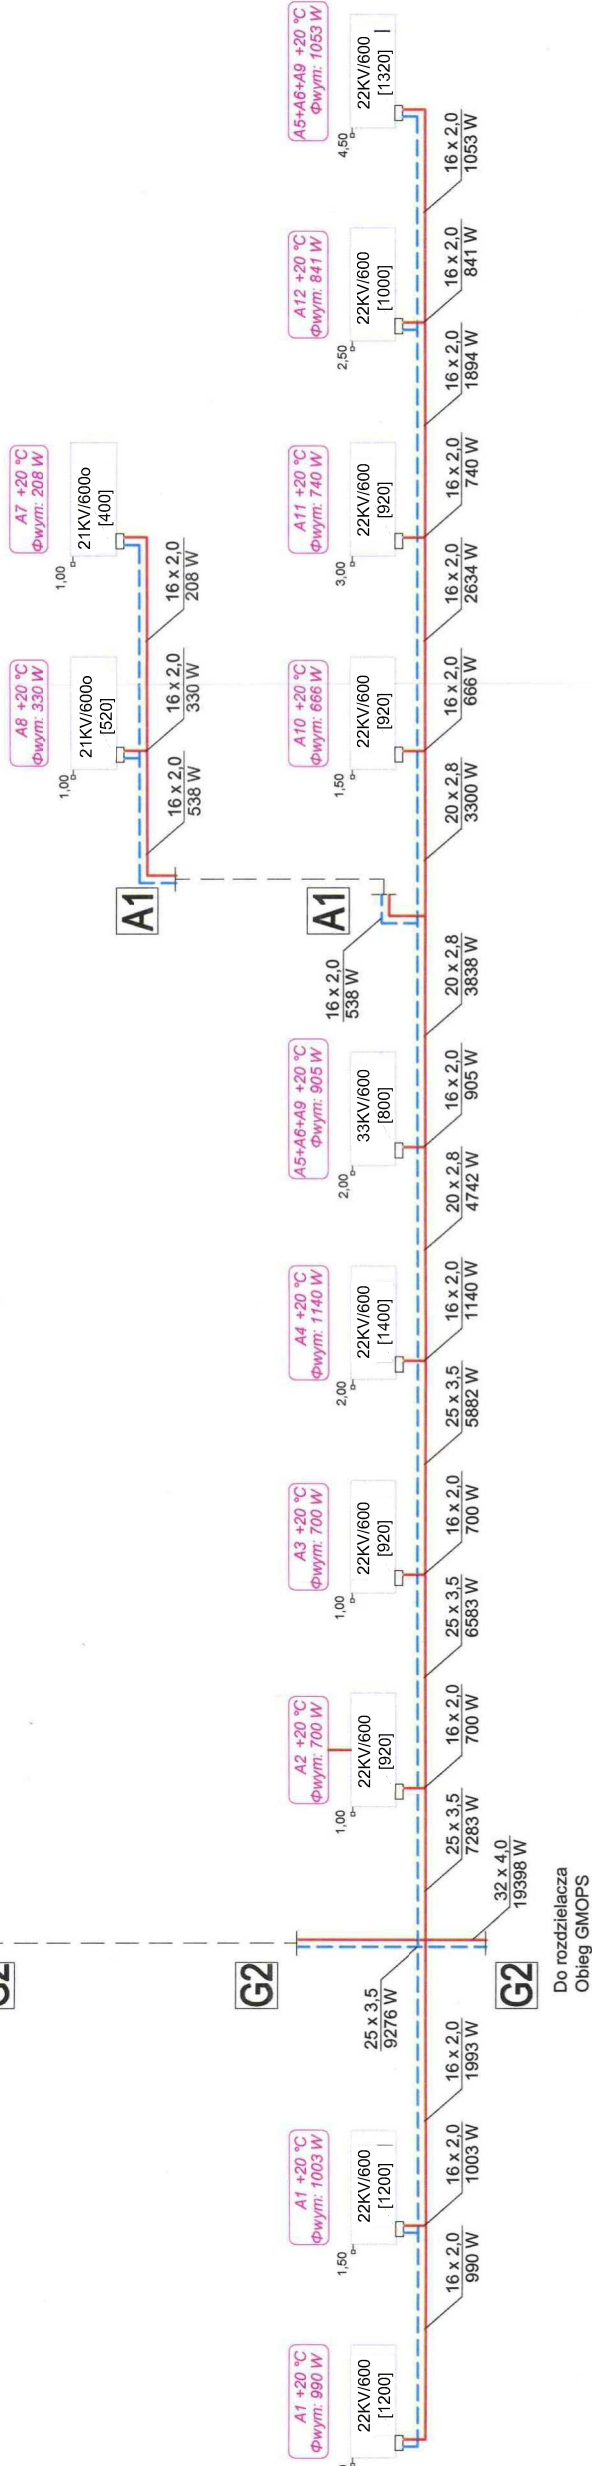 A8 +20 °C
Φwym: 330 W
1,00
21KV/600o
[520]
A7 +20 °C
Φwym: 208 W
1,00
21KV/600o
[400]
G2
A1
16 x 2,0
538 W
16 x 2,0
330 W
16 x 2,0
208 W
A1 +20 °C
Φwym: 990 W
22KV/600
[1200]
A1 +20 °C
Φwym: 1003 W
1,50
22KV/600
[1200]
G2
A2 +20 °C
Φwym: 700 W
1,00
22KV/600
[920]
A3 +20 °C
Φwym: 700 W
1,00
22KV/600
[920]
A4 +20 °C
Φwym: 1140 W
2,00
22KV/600
[1400]
A5+A6+A9 +20 °C
Φwym: 905 W
2,00
33KV/600
[800]
A1
A10 +20 °C
Φwym: 666 W
1,50
22KV/600
[920]
A11 +20 °C
Φwym: 740 W
3,00
22KV/600
[920]
A12 +20 °C
Φwym: 841 W
2,50
22KV/600
[1000]
A5+A6+A9 +20 °C
Φwym: 1053 W
4,50
22KV/600
[1320]
25 x 3,5
9276 W
16 x 2,0
538 W
16 x 2,0
990 W
16 x 2,0
1003 W
16 x 2,0
1993 W
25 x 3,5
7283 W
16 x 2,0
700 W
25 x 3,5
6583 W
16 x 2,0
700 W
25 x 3,5
5882 W
16 x 2,0
1140 W
20 x 2,8
4742 W
16 x 2,0
905 W
20 x 2,8
3838 W
20 x 2,8
3300 W
16 x 2,0
666 W
16 x 2,0
2634 W
16 x 2,0
740 W
16 x 2,0
1894 W
16 x 2,0
841 W
16 x 2,0
1053 W
G2
32 x 4,0
19398 W
Do rozdzielacza
Obieg GMOPS